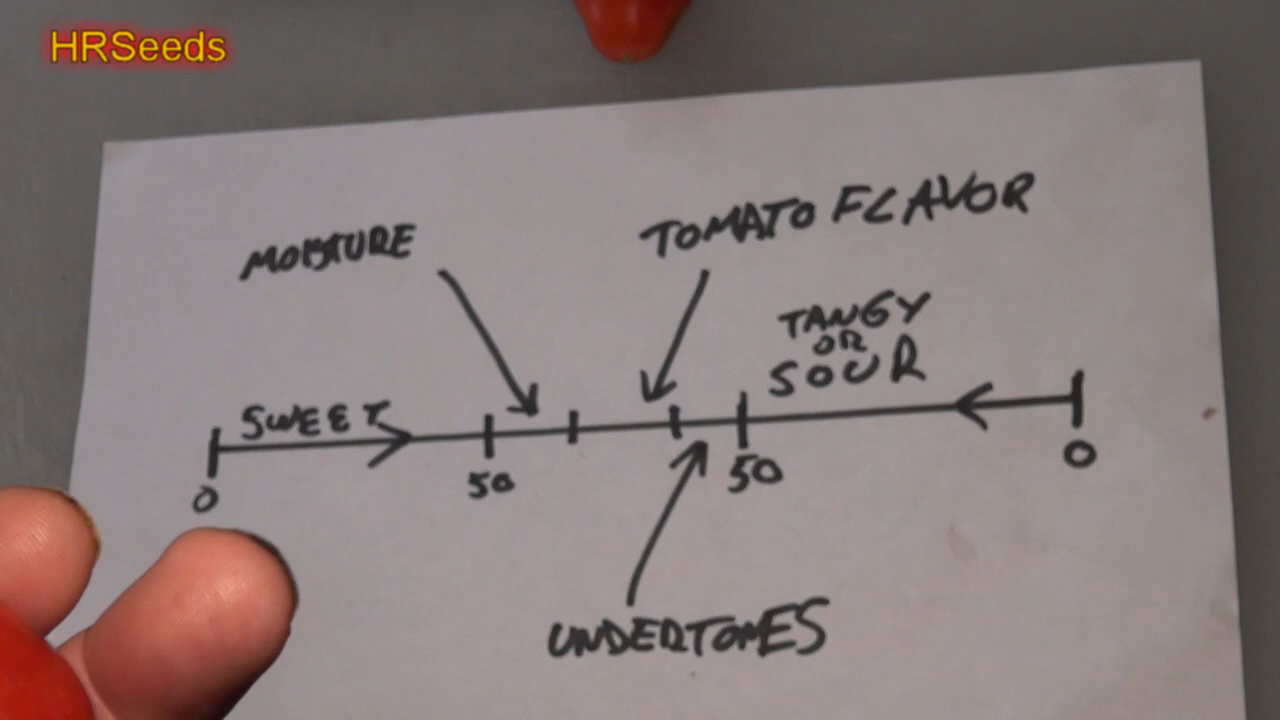 HRSeeds
MOISTURE
TOMATO FLAVOR
TANGY
OR
SOUR
SWEET
0
50
50
0
UNDERTONES